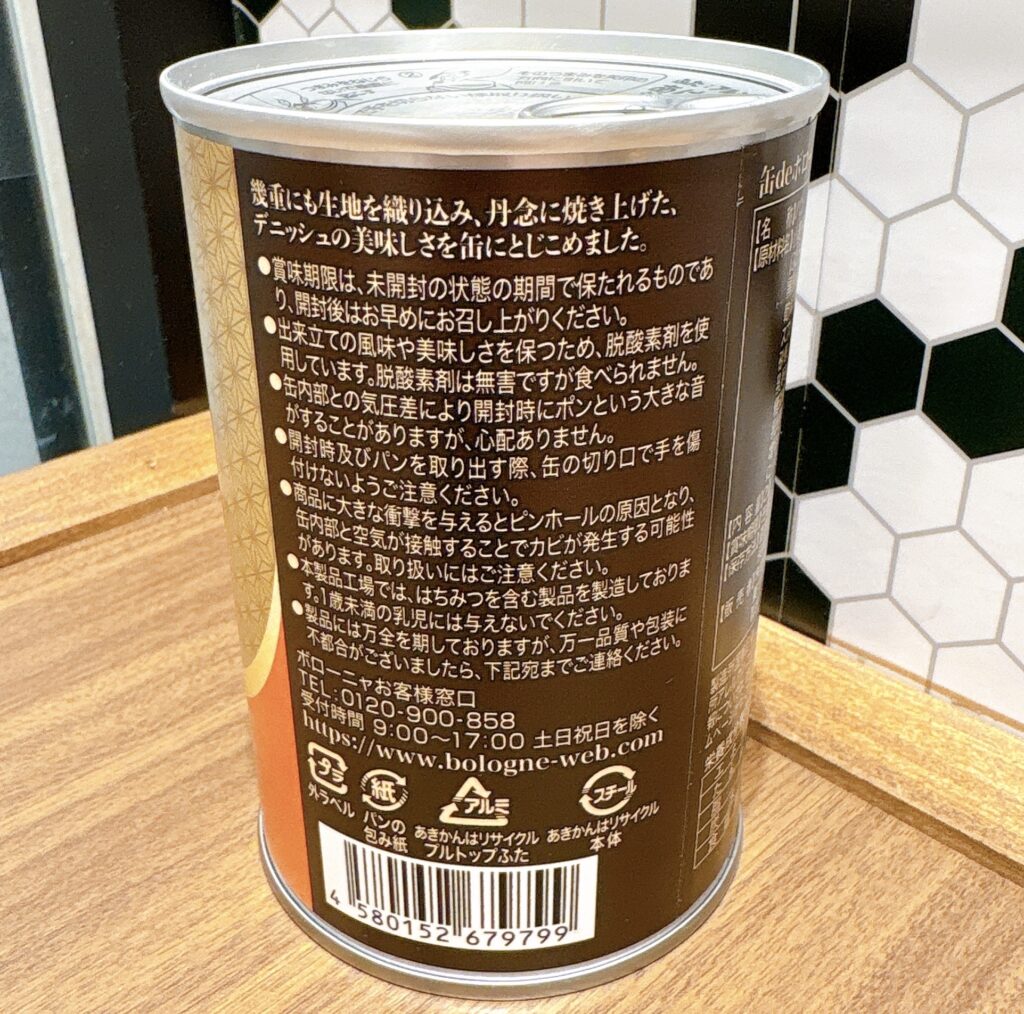 幾重にも生地を織り込み、丹念に焼き上げた、
デニッシュの美味しさを缶にとじこめました。
●賞味期限は、未開封の状態の期間で保たれるものであ
り、開封後はお早めにお召し上がりください。
●出来立ての風味や美味しさを保つため、脱酸素剤を使
用しています。脱酸素剤は無害ですが食べられません。
●缶内部との気圧差により開封時にポンという大きな音
がすることがありますが、心配ありません。
●開封時及びパンを取り出す際、缶の切り口で手を傷
付けないようご注意ください。
●商品に大きな衝撃を与えるとピンホールの原因となり、
缶内部と空気が接触することでカビが発生する可能性
があります。取り扱いにはご注意ください。
●本製品工場では、はちみつを含む製品を製造しておりま
す。1歳未満の乳児には与えないでください。
●製品には万全を期しておりますが、万一品質や包装に
不都合がございましたら、下記宛までご連絡ください。
ボローニャお客様窓口
TEL:0120-900-858
受付時間 9:00〜17:00 土日祝日を除く
https://www.bologne-web.com
プラ
外ラベル
紙
パンの
包み紙
アルミ
あきかんはリサイクル
プルトップふた
スチール
あきかんはリサイクル
本体
4 580152 679799
缶deボロ
【名
【原材料